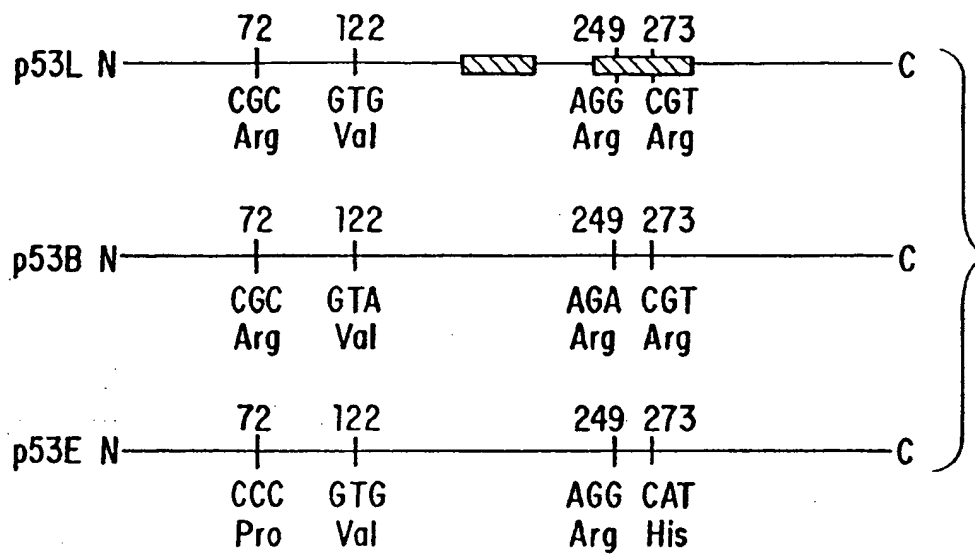 72 122 249 273
p53L N C
CGC GTG AGG CGT
Arg Val Arg Arg
72 122 249 273
p53B N C
CGC GTA AGA CGT
Arg Val Arg Arg
72 122 249 273
p53E N C
CCC GTG AGG CAT
Pro Val Arg His